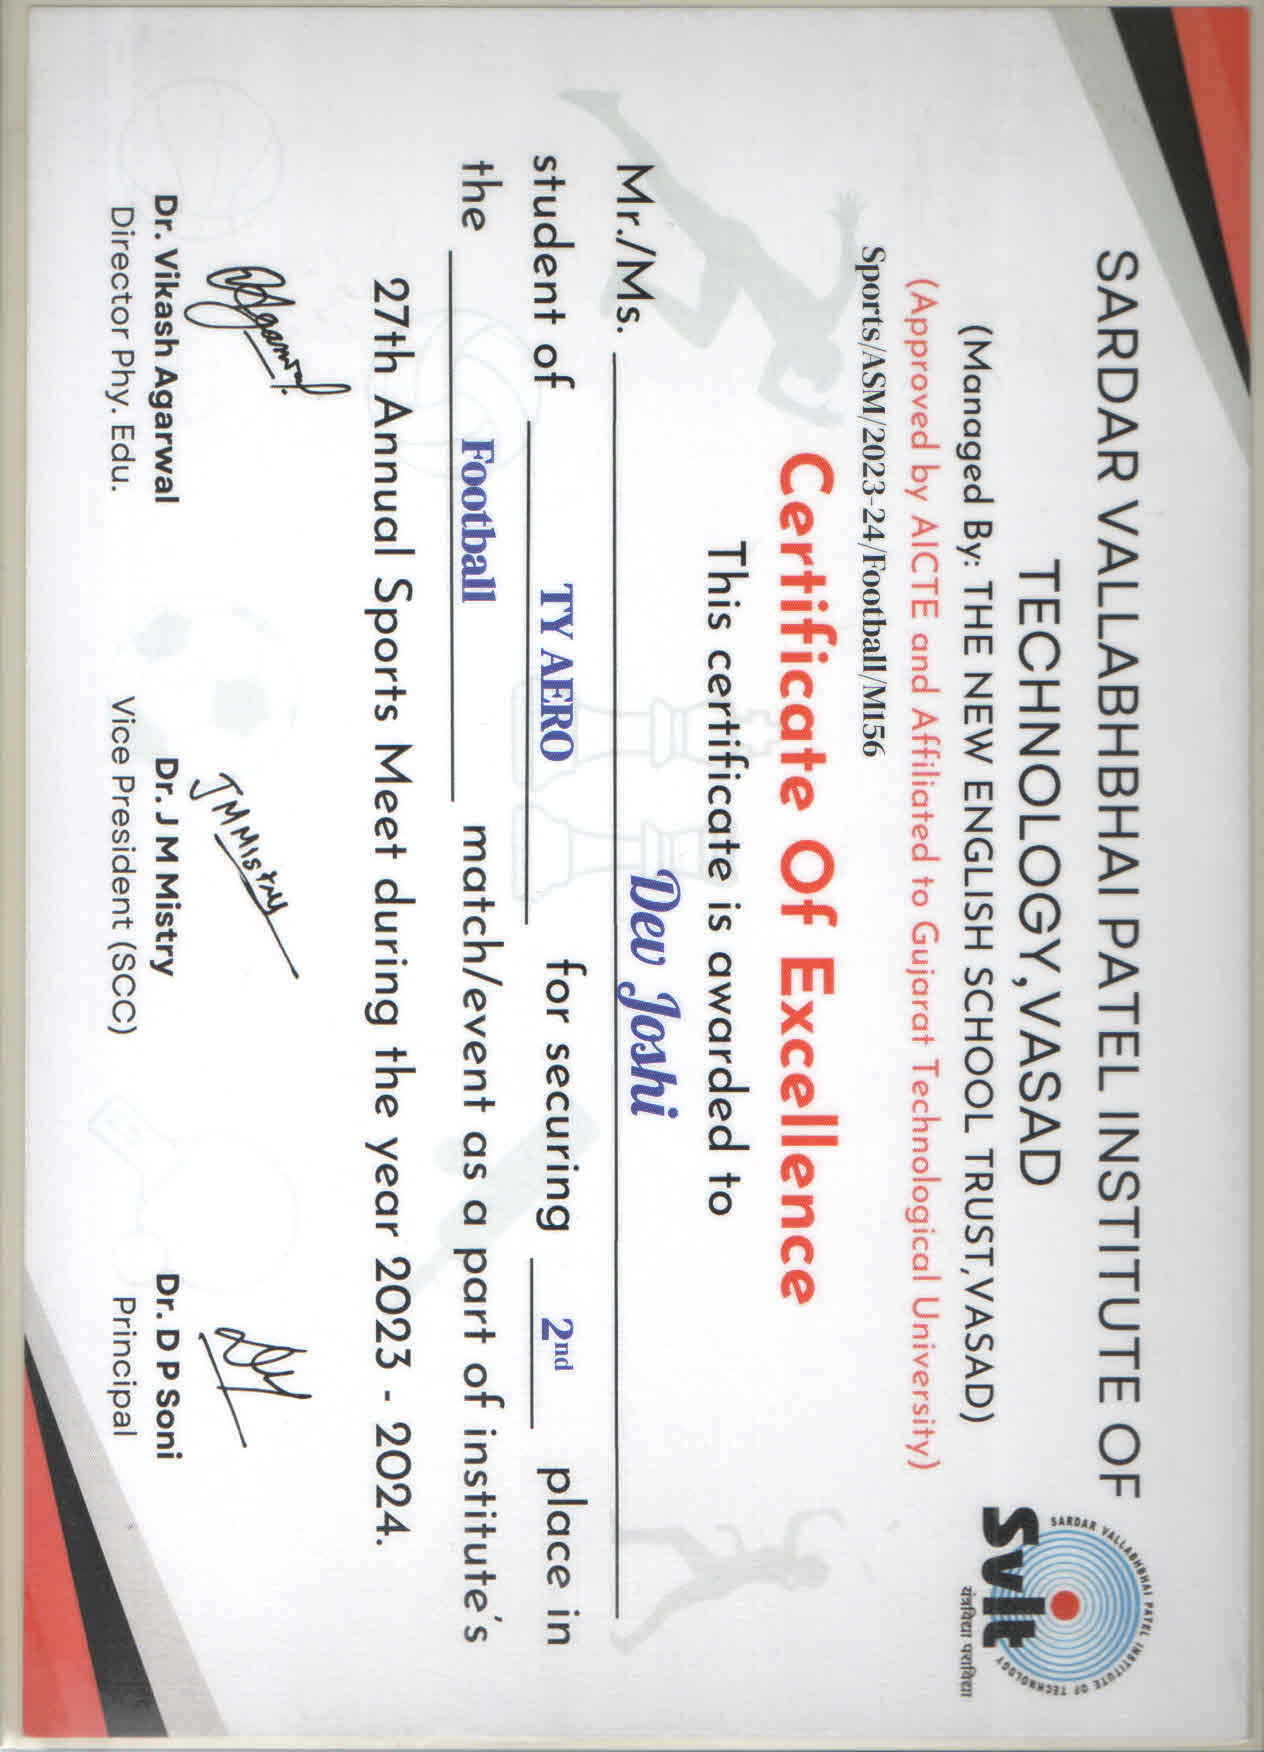 SARDAR VALLABHBHAI PATEL INSTITUTE OF
TECHNOLOGY,VASAD
(Managed By: THE NEW ENGLISH SCHOOL TRUST,VASAD)
(Approved by AICTE and Affiliated to Gujarat Technological University)
SARDAR VALLABHBHAI PATEL INSTITUTE OF TECHNOLOGY
Svit
यंत्रविद्या पराविद्या
Sports/ASM/2023-24/Football/M156
Certificate Of Excellence
This certificate is awarded to
Mr./Ms. Dev Joshi
student of TY AERO for securing 2nd place in
the Football match/event as a part of institute's
27th Annual Sports Meet during the year 2023 - 2024.
VAgarwal.
JMMistry
Dr. Vikash Agarwal
Director Phy. Edu.
Dr. J M Mistry
Vice President (SCC)
Dr. D P Soni
Principal